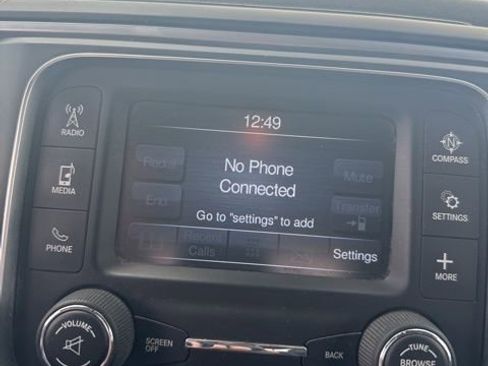 12:49
RADIO
MEDIA
PHONE
No Phone
Connected
Go to "settings" to add
End
Mute
Transfer
Recent
Calls
Settings
N
COMPASS
SETTINGS
MORE
VOLUME
SCREEN
OFF
BACK
TUNE
BROWSE